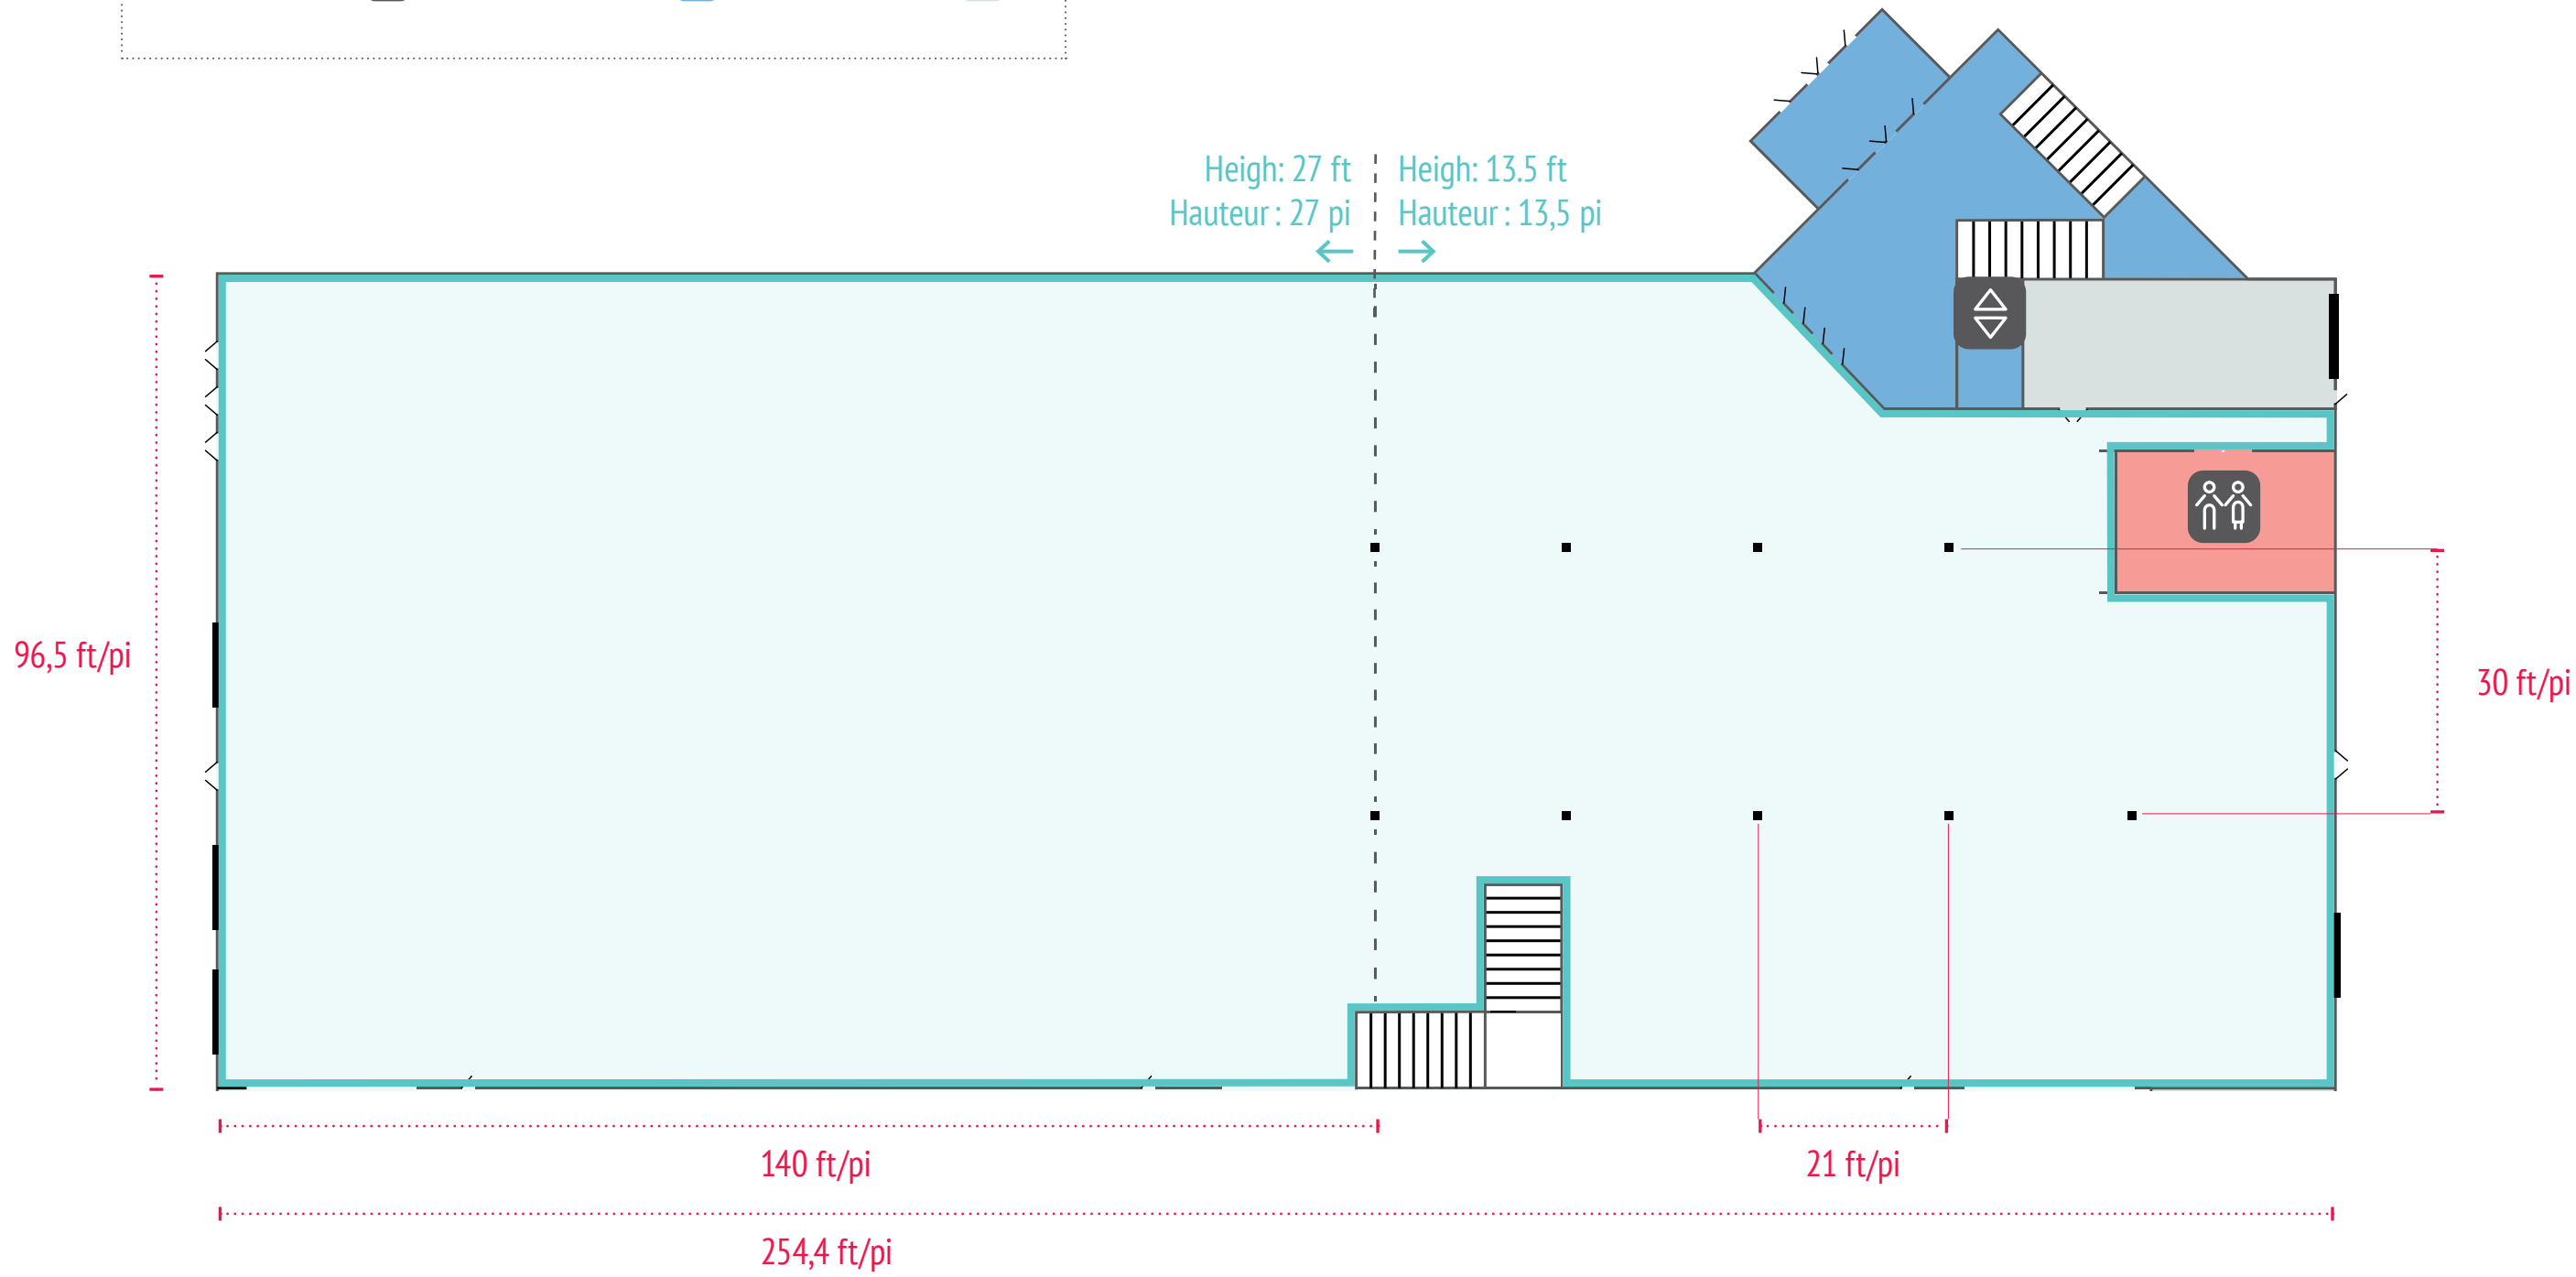 Heigh: 27 ft
Hauteur : 27 pi
Heigh: 13.5 ft
Hauteur : 13,5 pi
96,5 ft/pi
30 ft/pi
140 ft/pi
21 ft/pi
254,4 ft/pi